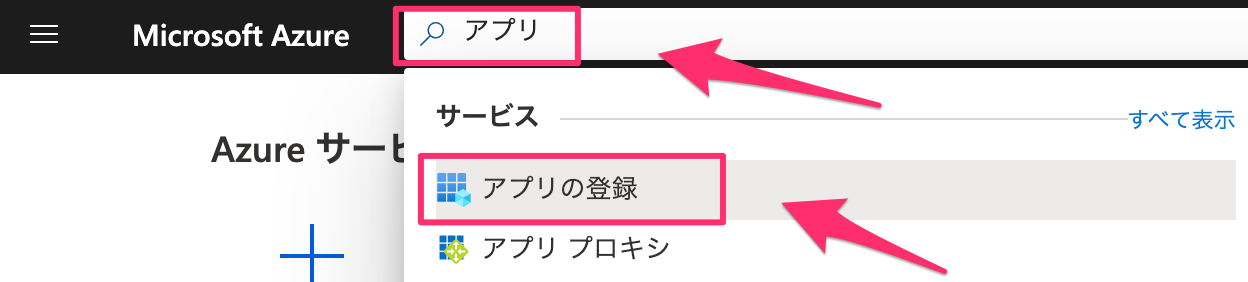 Microsoft Azure
アプリ
サービス
すべて表示
Azure サービ
アプリの登録
アプリ プロキシ